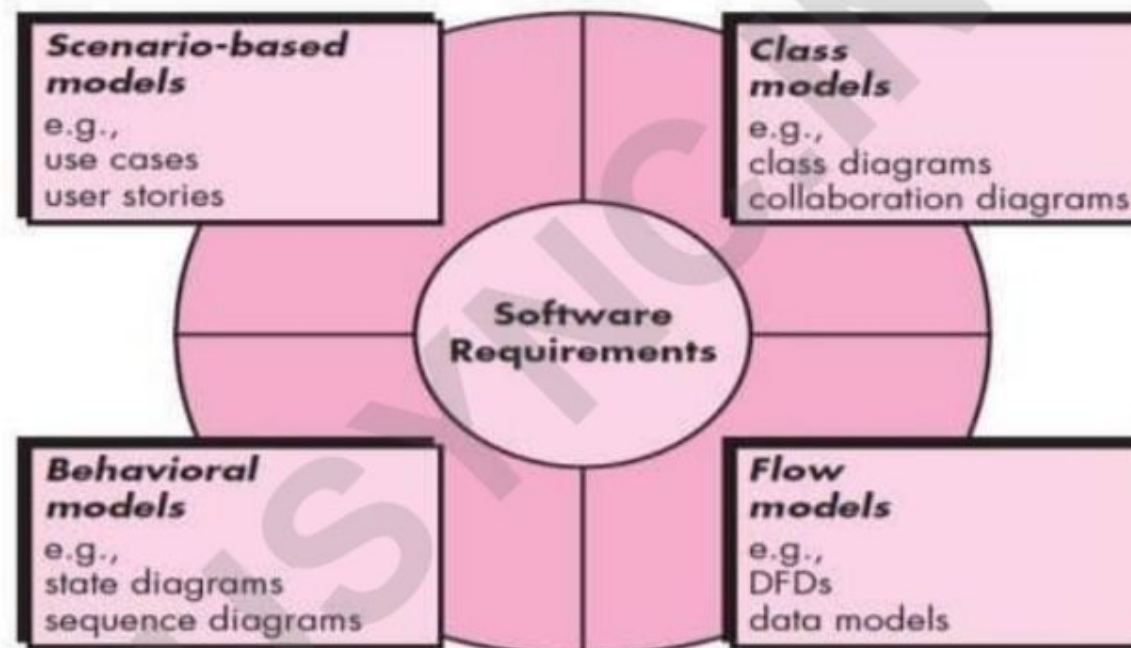 Scenario-based
models
e.g.,
use cases
user stories
Class
models
e.g.,
class diagrams
collaboration diagrams
Software
Requirements
Behavioral
models
e.g.,
state diagrams
sequence diagrams
Flow
models
e.g.,
DFDs
data models